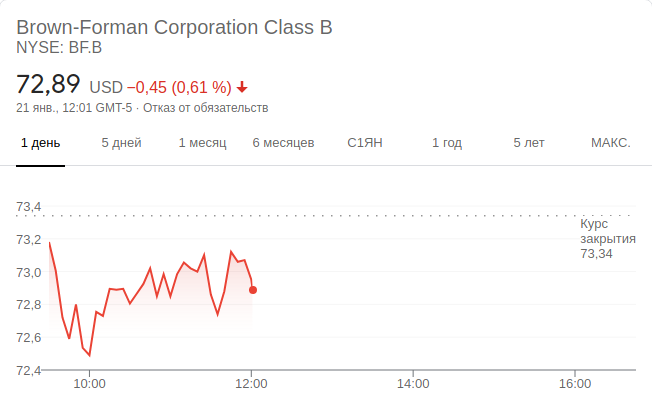 Brown-Forman Corporation Class B
NYSE: BF.B
72,89 USD −0,45 (0,61 %)
21 янв., 12:01 GMT-5 · Отказ от обязательств
1 день 5 дней 1 месяц 6 месяцев С1ЯН 1 год 5 лет МАКС.
73,4
Курс
закрытия
73,34
73,2
73,0
72,8
72,6
72,4
10:00 12:00 14:00 16:00